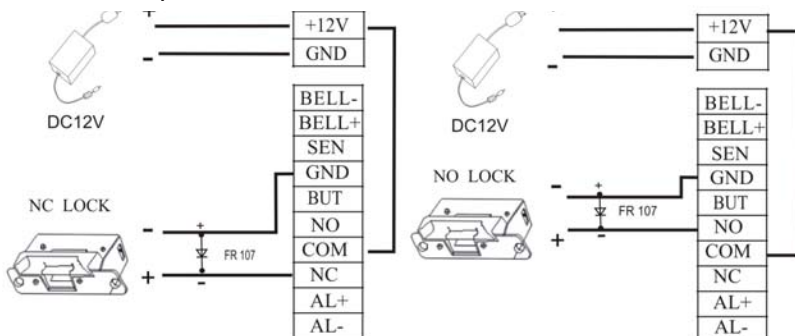 +
+12V
-
GND
DC12V
BELL-
BELL+
SEN
GND
BUT
NO
COM
NC
AL+
AL-
NC LOCK
-
+
+
FR 107
-
+12V
-
GND
DC12V
BELL-
BELL+
SEN
GND
BUT
NO
COM
NC
AL+
AL-
NO LOCK
-
+
+
FR 107
-